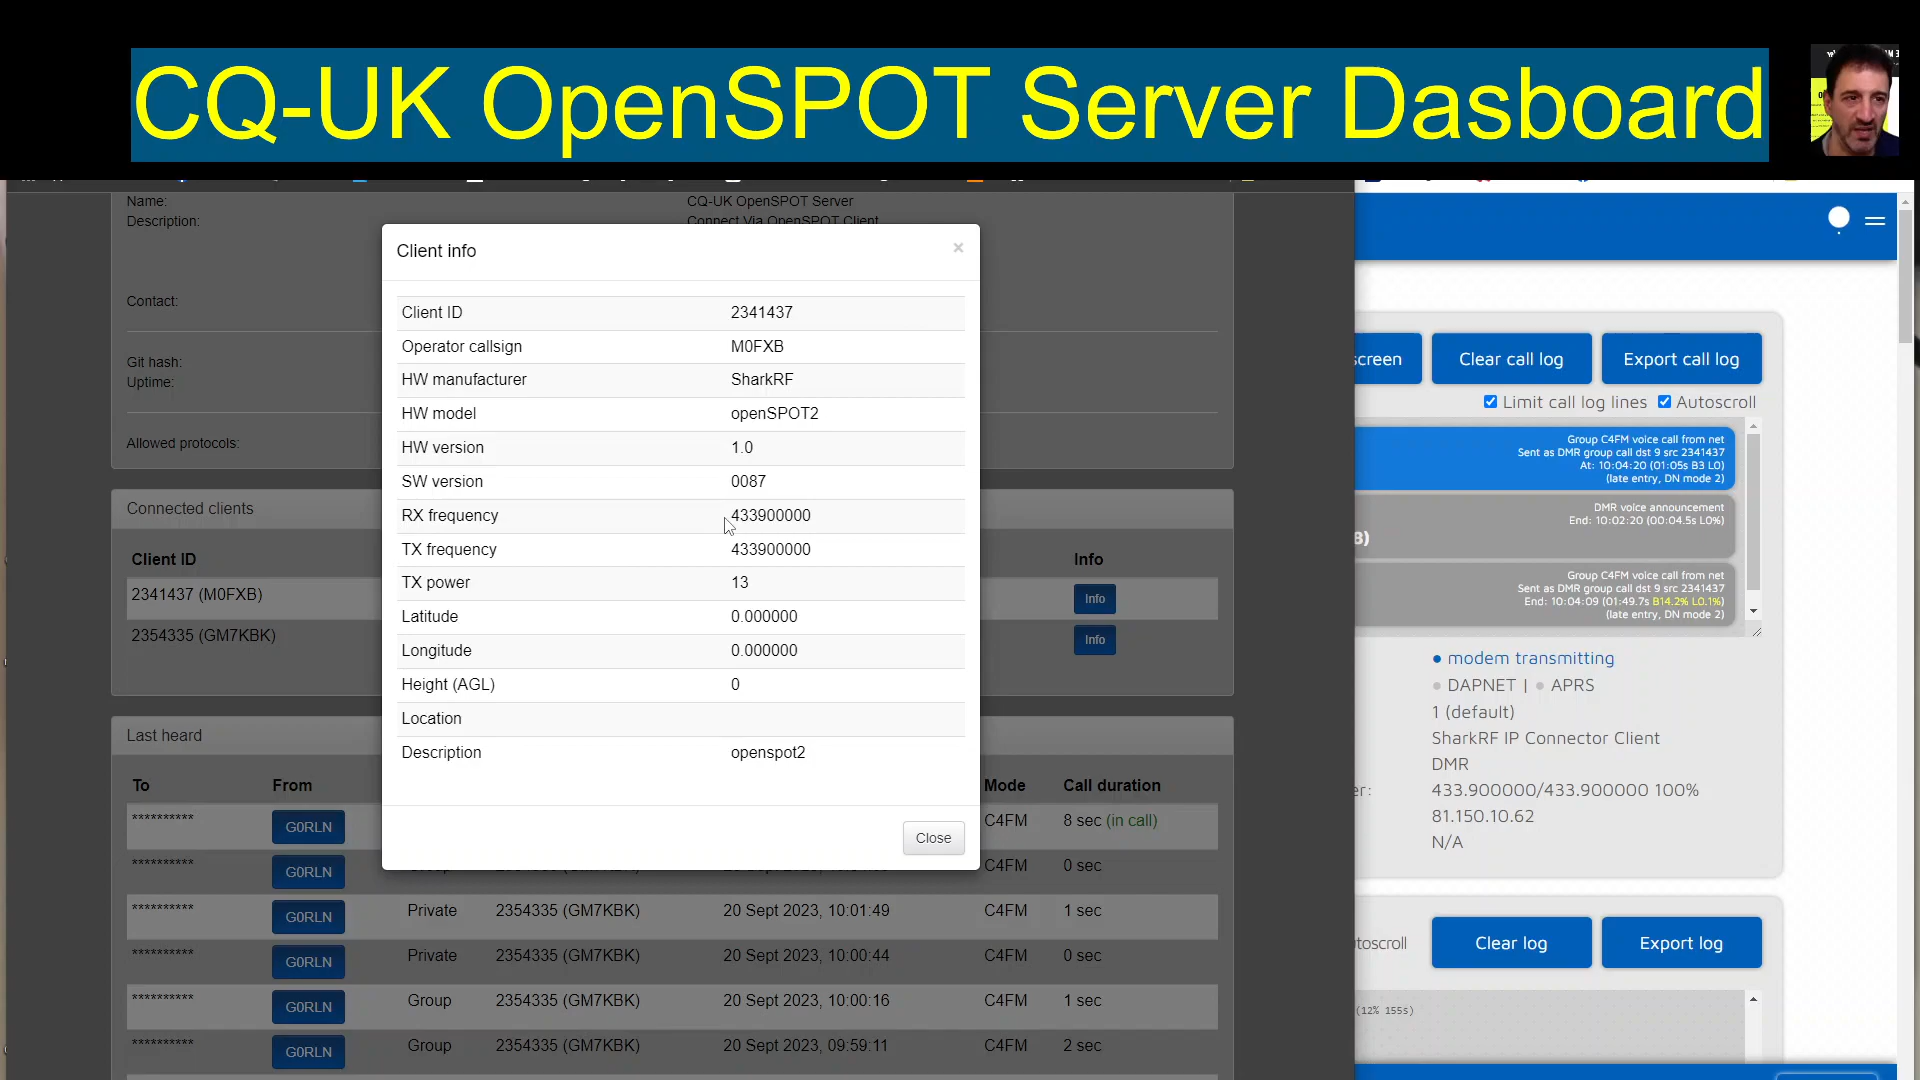 CQ-UK OpenSPOT Server Dasboard
Name: CQ-UK OpenSPOT Server
Description: Connect Via OpenSPOT Client
Contact:
Git hash:
Uptime:
Allowed protocols:
Connected clients
Client ID Info
2341437 (M0FXB) Info
2354335 (GM7KBK) Info
Client info ×
Client ID 2341437
Operator callsign M0FXB
HW manufacturer SharkRF
HW model openSPOT2
HW version 1.0
SW version 0087
RX frequency 433900000
TX frequency 433900000
TX power 13
Latitude 0.000000
Longitude 0.000000
Height (AGL) 0
Location
Description openspot2
Close
Last heard
To From Mode Call duration
********** G0RLN C4FM 8 sec (in call)
********** G0RLN Group 2354335 (GM7KBK) C4FM 0 sec
********** G0RLN Private 2354335 (GM7KBK) 20 Sept 2023, 10:01:49 C4FM 1 sec
********** G0RLN Private 2354335 (GM7KBK) 20 Sept 2023, 10:00:44 C4FM 0 sec
********** G0RLN Group 2354335 (GM7KBK) 20 Sept 2023, 10:00:16 C4FM 1 sec
********** G0RLN Group 2354335 (GM7KBK) 20 Sept 2023, 09:59:11 C4FM 2 sec
screen Clear call log Export call log
Limit call log lines Autoscroll
Group C4FM voice call from net
Sent as DMR group call dst 9 src 2341437
At: 10:04:20 (01:05s B3 L0)
(late entry, DN mode 2)
DMR voice announcement
End: 10:02:20 (00:04.5s L0%)
B)
Group C4FM voice call from net
Sent as DMR group call dst 9 src 2341437
End: 10:04:09 (01:49.7s B14.2% L0.1%)
(late entry, DN mode 2)
modem transmitting
DAPNET | APRS
1 (default)
SharkRF IP Connector Client
DMR
er: 433.900000/433.900000 100%
81.150.10.62
N/A
utoscroll Clear log Export log
(12% 155s)